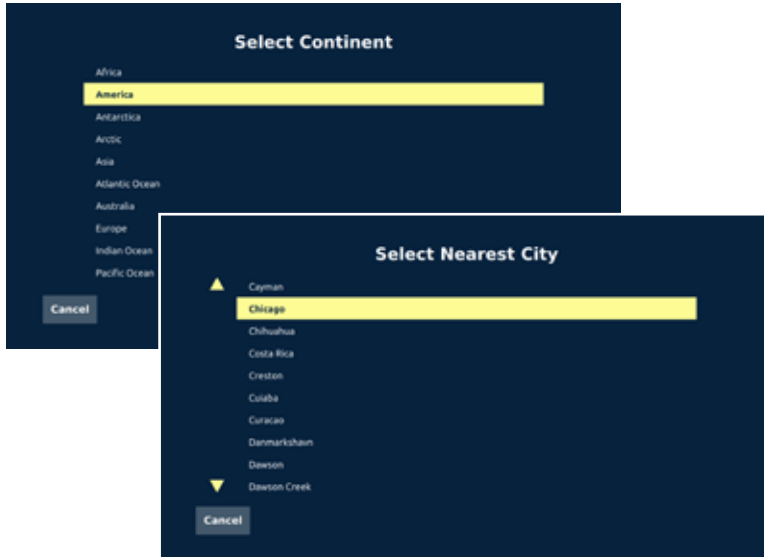 Select Continent
Africa
America
Antarctica
Arctic
Asia
Atlantic Ocean
Australia
Europe
Indian Ocean
Pacific Ocean
Cancel
Select Nearest City
Cayman
Chicago
Chihuahua
Costa Rica
Creston
Cuiaba
Curacao
Danmarkshavn
Dawson
Dawson Creek
Cancel